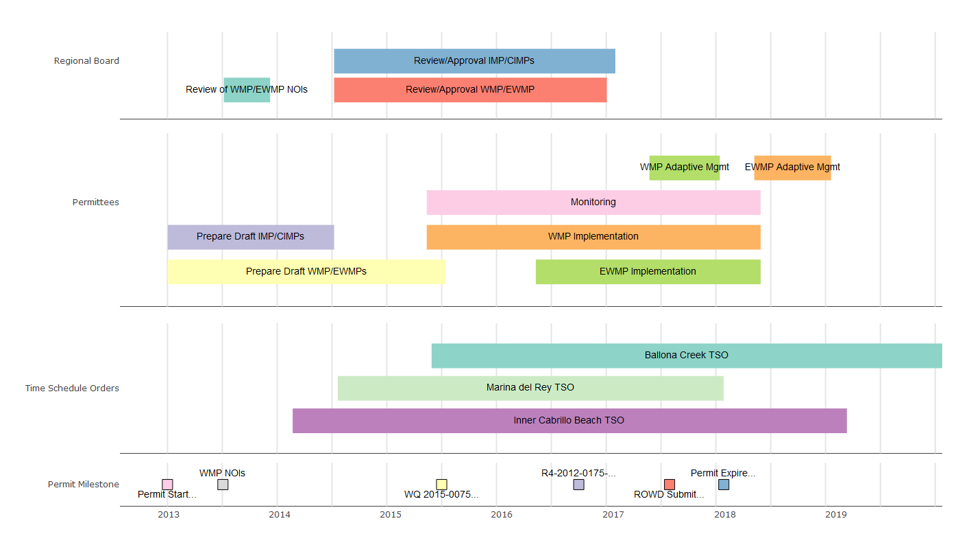 Regional Board
Review/Approval IMP/CIMPs
Review of WMP/EWMP NOIs
Review/Approval WMP/EWMP
WMP Adaptive Mgmt
EWMP Adaptive Mgmt
Permittees
Monitoring
Prepare Draft IMP/CIMPs
WMP Implementation
Prepare Draft WMP/EWMPs
EWMP Implementation
Ballona Creek TSO
Time Schedule Orders
Marina del Rey TSO
Inner Cabrillo Beach TSO
WMP NOIs
R4-2012-0175-...
Permit Expire...
Permit Milestone
Permit Start...
WQ 2015-0075...
ROWD Submit...
2013
2014
2015
2016
2017
2018
2019